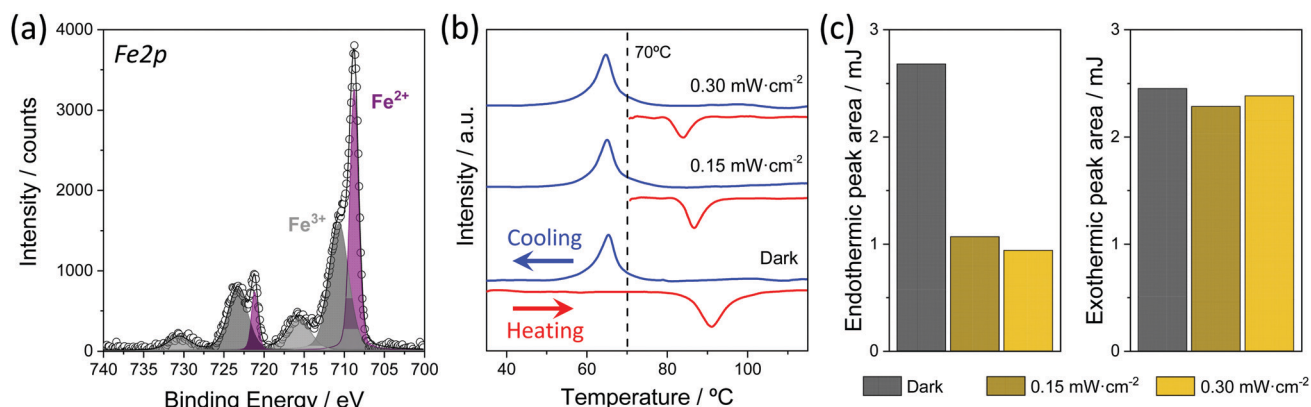 (a)
Fe2p
Fe2+
Fe3+
Intensity / counts
4000
3000
2000
1000
0
740 735 730 725 720 715 710 705 700
Binding Energy / eV
(b)
70ºC
0.30 mW·cm-2
0.15 mW·cm-2
Cooling
Dark
Heating
Intensity / a.u.
40 60 80 100
Temperature / ºC
(c)
Endothermic peak area / mJ
3
2
1
0
Exothermic peak area / mJ
3
2
1
0
Dark 0.15 mW·cm-2 0.30 mW·cm-2